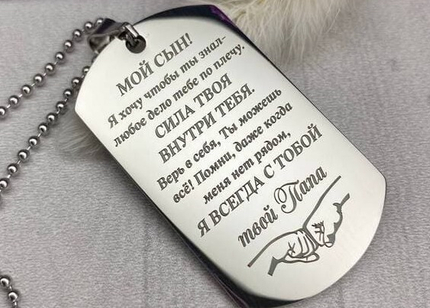 МОЙ СЫН!
Я хочу чтобы ты знал-
любое дело тебе по плечу.
СИЛА ТВОЯ
ВНУТРИ ТЕБЯ.
Верь в себя, Ты можешь
всё! Помни, даже когда
меня нет рядом,
Я ВСЕГДА С ТОБОЙ
твой Папа